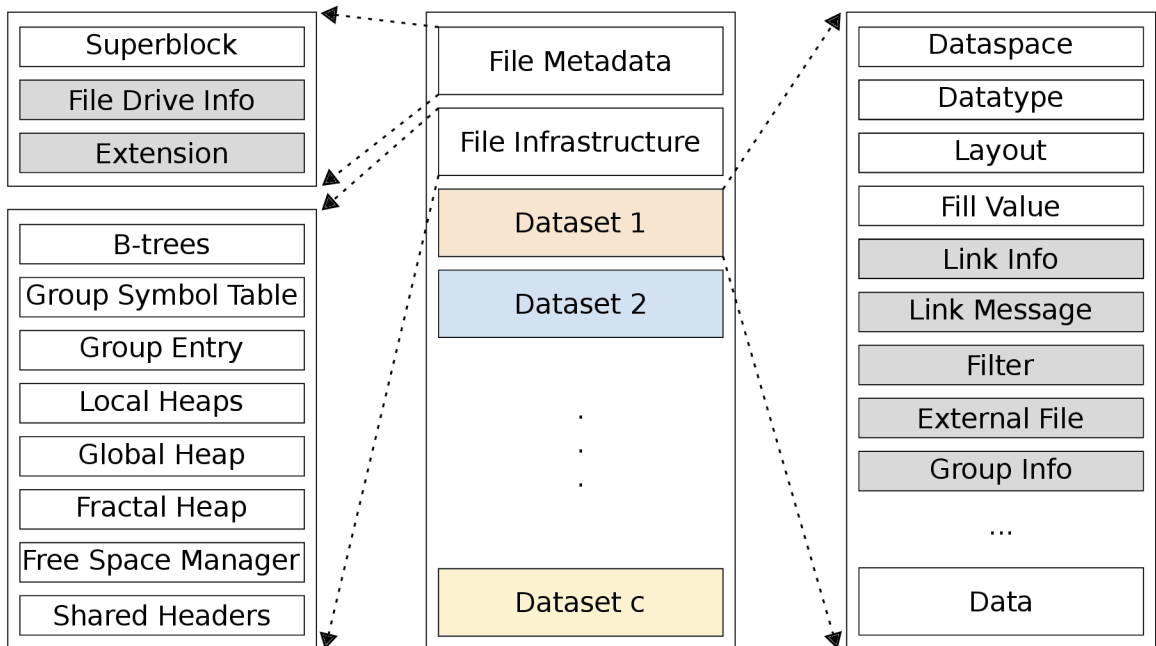 Superblock
File Drive Info
Extension
B-trees
Group Symbol Table
Group Entry
Local Heaps
Global Heap
Fractal Heap
Free Space Manager
Shared Headers
File Metadata
File Infrastructure
Dataset 1
Dataset 2
.
.
.
Dataset c
Dataspace
Datatype
Layout
Fill Value
Link Info
Link Message
Filter
External File
Group Info
...
Data